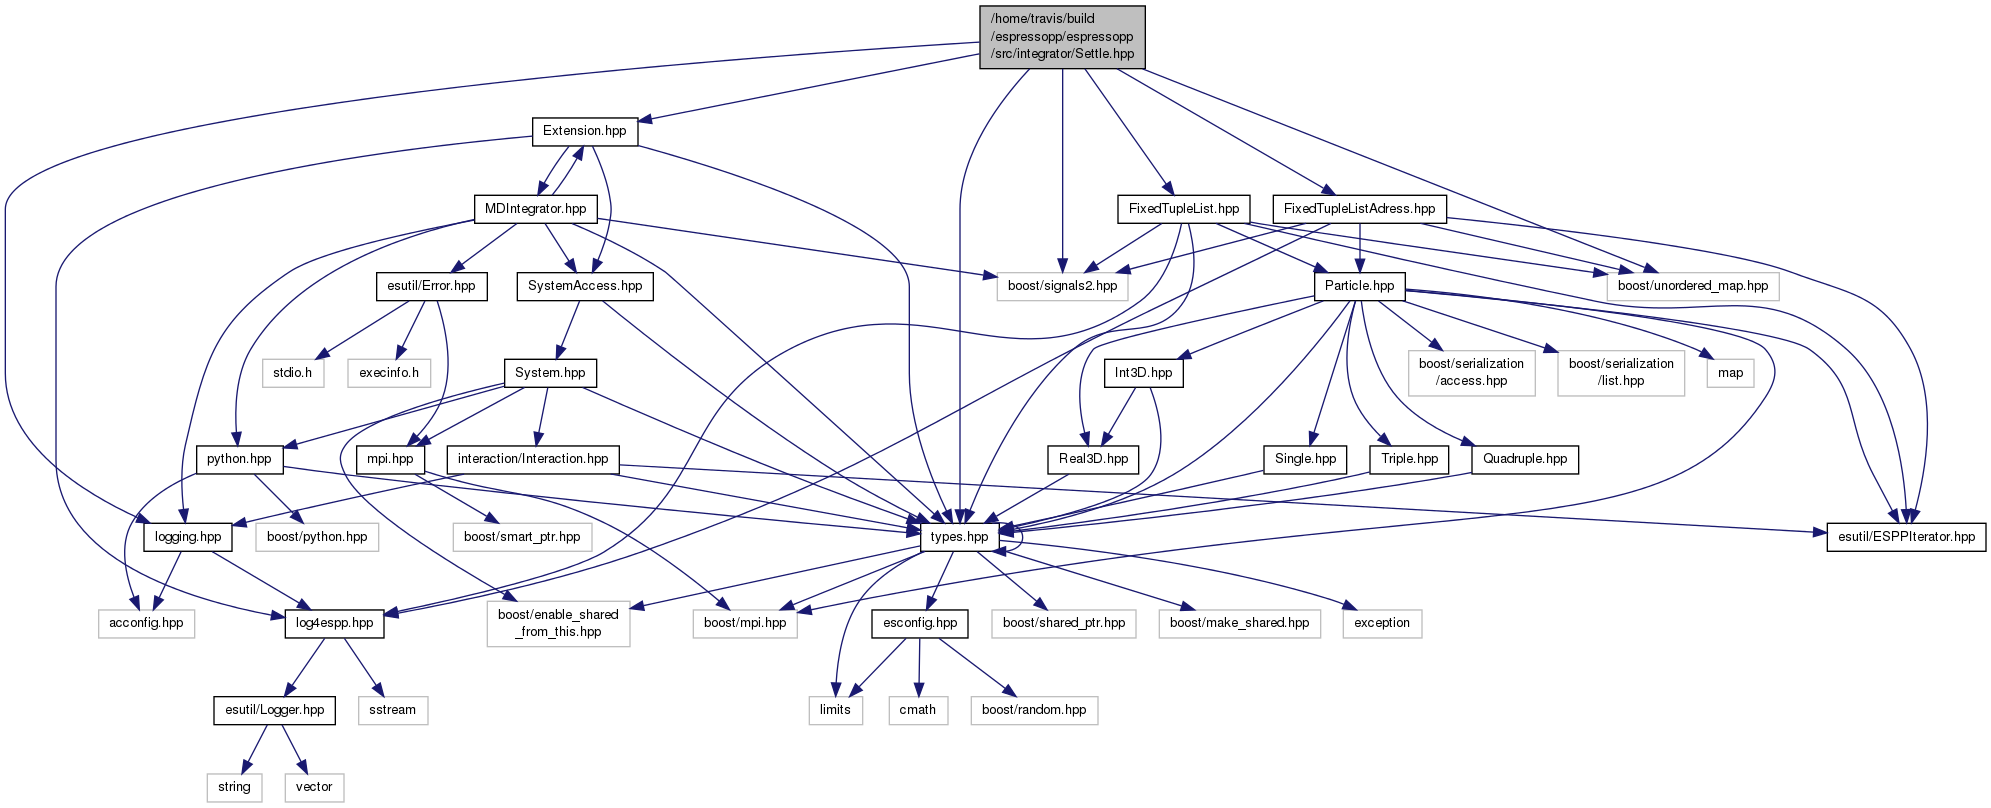 /home/travis/build
/espressopp/espressopp
/src/integrator/Settle.hpp
Extension.hpp
MDIntegrator.hpp
FixedTupleList.hpp
FixedTupleListAdress.hpp
esutil/Error.hpp
SystemAccess.hpp
boost/signals2.hpp
Particle.hpp
boost/unordered_map.hpp
stdio.h
execinfo.h
System.hpp
Int3D.hpp
boost/serialization
/access.hpp
boost/serialization
/list.hpp
map
python.hpp
mpi.hpp
interaction/Interaction.hpp
Real3D.hpp
Single.hpp
Triple.hpp
Quadruple.hpp
logging.hpp
boost/python.hpp
boost/smart_ptr.hpp
types.hpp
esutil/ESPPIterator.hpp
acconfig.hpp
log4espp.hpp
boost/enable_shared
_from_this.hpp
boost/mpi.hpp
esconfig.hpp
boost/shared_ptr.hpp
boost/make_shared.hpp
exception
esutil/Logger.hpp
sstream
limits
cmath
boost/random.hpp
string
vector